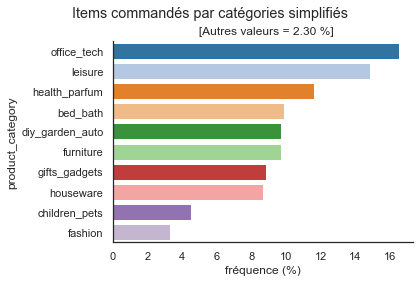 Items commandés par catégories simplifiés
[Autres valeurs = 2.30 %]
product_category
office_tech
leisure
health_parfum
bed_bath
diy_garden_auto
furniture
gifts_gadgets
houseware
children_pets
fashion
0 2 4 6 8 10 12 14 16
fréquence (%)